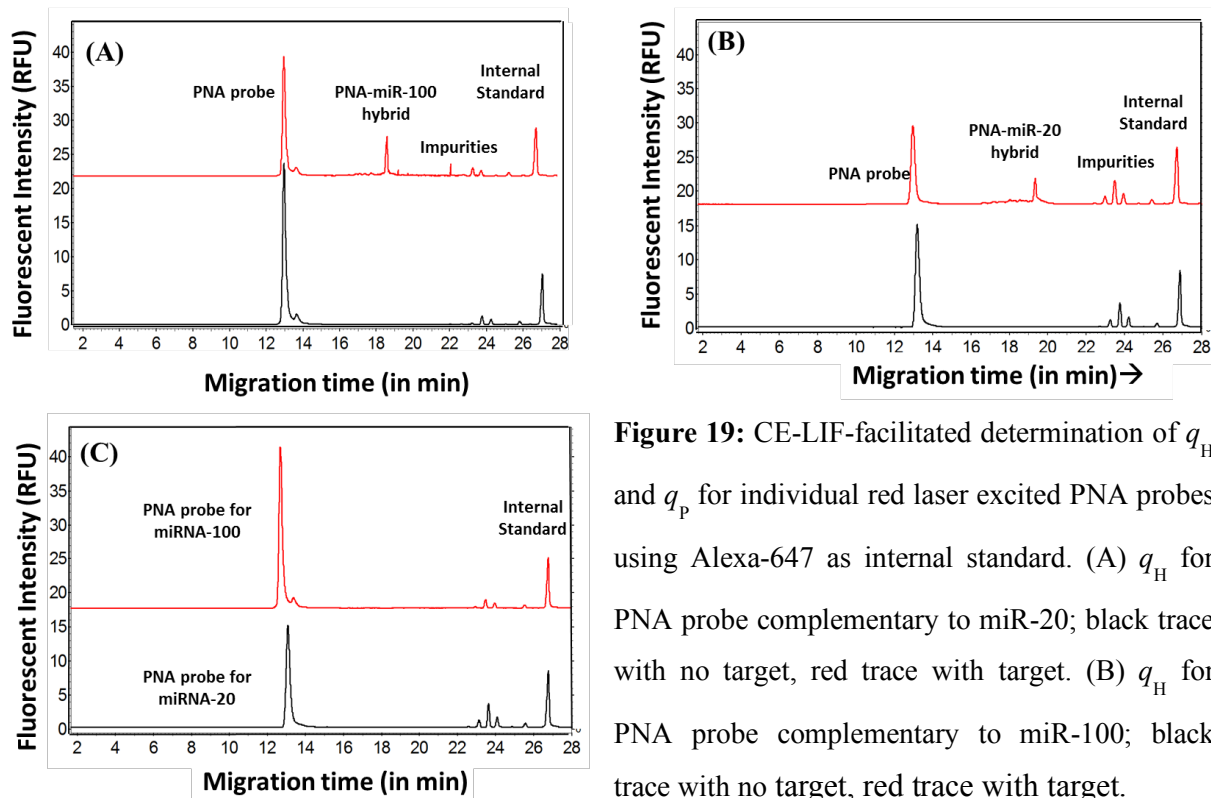 (A)
Fluorescent Intensity (RFU)
40
35
30
25
20
15
10
5
0
PNA probe
PNA-miR-100
hybrid
Impurities
Internal
Standard
2 4 6 8 10 12 14 16 18 20 22 24 26 28
Migration time (in min)
(B)
Fluorescent Intensity (RFU)
40
35
30
25
20
15
10
5
0
PNA probe
PNA-miR-20
hybrid
Impurities
Internal
Standard
2 4 6 8 10 12 14 16 18 20 22 24 26 28
Migration time (in min)→
(C)
Fluorescent Intensity (RFU)
40
35
30
25
20
15
10
5
0
PNA probe for
miRNA-100
Internal
Standard
PNA probe for
miRNA-20
2 4 6 8 10 12 14 16 18 20 22 24 26 28
Migration time (in min)
Figure 19: CE-LIF-facilitated determination of qH
and qP for individual red laser excited PNA probes
using Alexa-647 as internal standard. (A) qH for
PNA probe complementary to miR-20; black trace
with no target, red trace with target. (B) qH for
PNA probe complementary to miR-100; black
trace with no target, red trace with target.